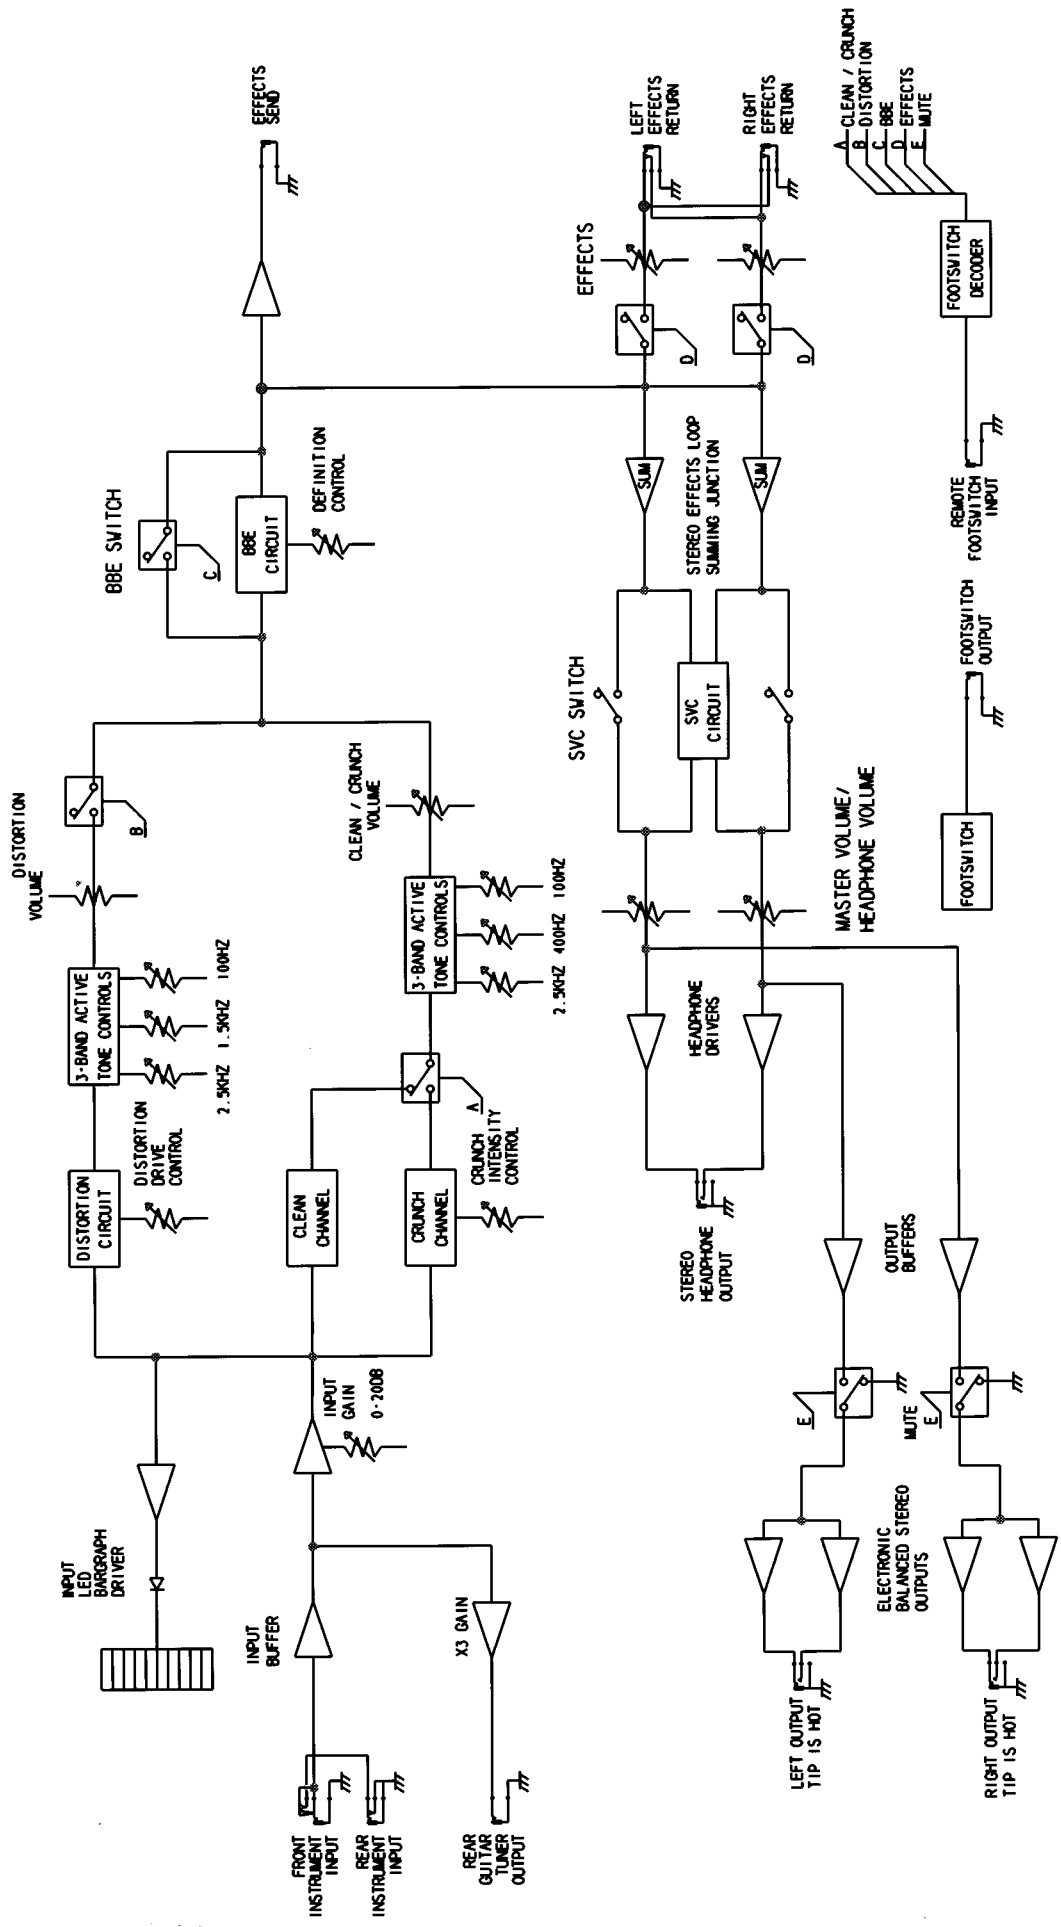 FRONT
INSTRUMENT
INPUT
REAR
INSTRUMENT
INPUT
REAR
GUITAR
TUNER
OUTPUT
INPUT
BUFFER
X3 GAIN
INPUT
LED
BARGRAPH
DRIVER
INPUT
GAIN
0-20DB
DISTORTION
CIRCUIT
DISTORTION
DRIVE
CONTROL
CLEAN
CHANNEL
CRUNCH
CHANNEL
CRUNCH
INTENSITY
CONTROL
A
3-BAND ACTIVE
TONE CONTROLS
2.5KHZ 1.5KHZ 100HZ
3-BAND ACTIVE
TONE CONTROLS
2.5KHZ 400HZ 100HZ
DISTORTION
VOLUME
B
CLEAN / CRUNCH
VOLUME
BBE SWITCH
C
BBE
CIRCUIT
DEFINITION
CONTROL
EFFECTS
SEND
LEFT
EFFECTS
RETURN
RIGHT
EFFECTS
RETURN
EFFECTS
D
D
SUM
SUM
STEREO EFFECTS LOOP
SUMMING JUNCTION
SVC SWITCH
SVC
CIRCUIT
MASTER VOLUME/
HEADPHONE VOLUME
HEADPHONE
DRIVERS
STEREO
HEADPHONE
OUTPUT
OUTPUT
BUFFERS
E
MUTE
E
ELECTRONIC
BALANCED STEREO
OUTPUTS
LEFT OUTPUT
TIP IS HOT
RIGHT OUTPUT
TIP IS HOT
FOOTSWITCH
FOOTSWITCH
OUTPUT
REMOTE
FOOTSWITCH
INPUT
FOOTSWITCH
DECODER
A CLEAN / CRUNCH
B DISTORTION
C BBE
D EFFECTS
E MUTE